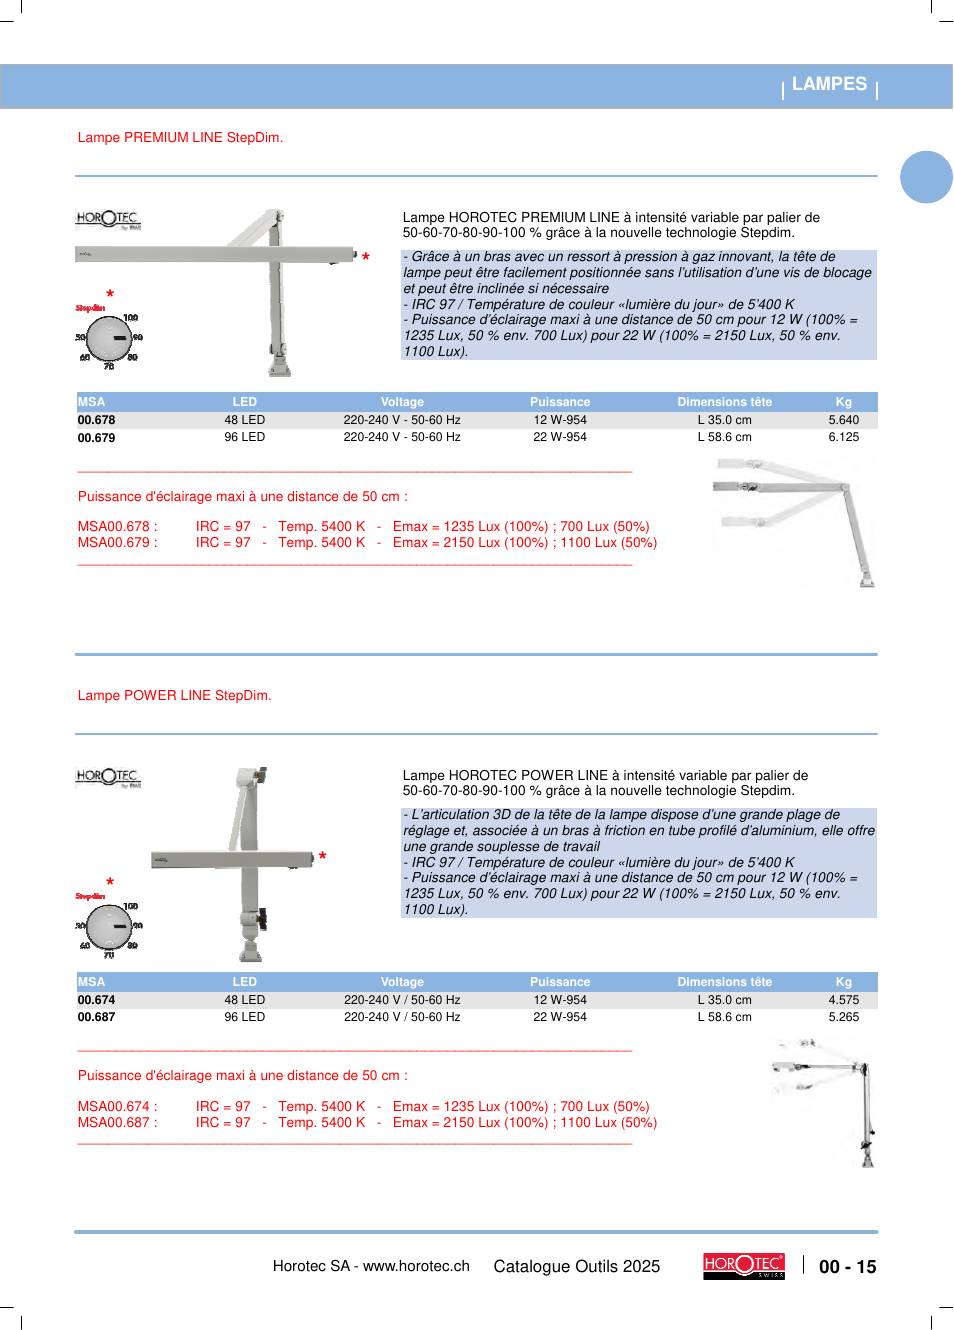 LAMPES
Lampe PREMIUM LINE StepDim.
HOROTEC
Lampe HOROTEC PREMIUM LINE à intensité variable par palier de
50-60-70-80-90-100 % grâce à la nouvelle technologie Stepdim.
- Grâce à un bras avec un ressort à pression à gaz innovant, la tête de
lampe peut être facilement positionnée sans l'utilisation d'une vis de blocage
et peut être inclinée si nécessaire
- IRC 97 / Température de couleur «lumière du jour» de 5'400 K
- Puissance d'éclairage maxi à une distance de 50 cm pour 12 W (100% =
1235 Lux, 50 % env. 700 Lux) pour 22 W (100% = 2150 Lux, 50 % env.
1100 Lux).
*
*
Stepdim
100
50 90
60 80
70
MSA LED Voltage Puissance Dimensions tête Kg
00.678 48 LED 220-240 V - 50-60 Hz 12 W-954 L 35.0 cm 5.640
00.679 96 LED 220-240 V - 50-60 Hz 22 W-954 L 58.6 cm 6.125
Puissance d'éclairage maxi à une distance de 50 cm :
MSA00.678 : IRC = 97 - Temp. 5400 K - Emax = 1235 Lux (100%) ; 700 Lux (50%)
MSA00.679 : IRC = 97 - Temp. 5400 K - Emax = 2150 Lux (100%) ; 1100 Lux (50%)
Lampe POWER LINE StepDim.
HOROTEC
Lampe HOROTEC POWER LINE à intensité variable par palier de
50-60-70-80-90-100 % grâce à la nouvelle technologie Stepdim.
- L'articulation 3D de la tête de la lampe dispose d'une grande plage de
réglage et, associée à un bras à friction en tube profilé d'aluminium, elle offre
une grande souplesse de travail
- IRC 97 / Température de couleur «lumière du jour» de 5'400 K
- Puissance d'éclairage maxi à une distance de 50 cm pour 12 W (100% =
1235 Lux, 50 % env. 700 Lux) pour 22 W (100% = 2150 Lux, 50 % env.
1100 Lux).
*
*
Stepdim
100
50 90
60 80
70
MSA LED Voltage Puissance Dimensions tête Kg
00.674 48 LED 220-240 V / 50-60 Hz 12 W-954 L 35.0 cm 4.575
00.687 96 LED 220-240 V / 50-60 Hz 22 W-954 L 58.6 cm 5.265
Puissance d'éclairage maxi à une distance de 50 cm :
MSA00.674 : IRC = 97 - Temp. 5400 K - Emax = 1235 Lux (100%) ; 700 Lux (50%)
MSA00.687 : IRC = 97 - Temp. 5400 K - Emax = 2150 Lux (100%) ; 1100 Lux (50%)
Horotec SA - www.horotec.ch Catalogue Outils 2025 HOROTEC® SWISS 00 - 15